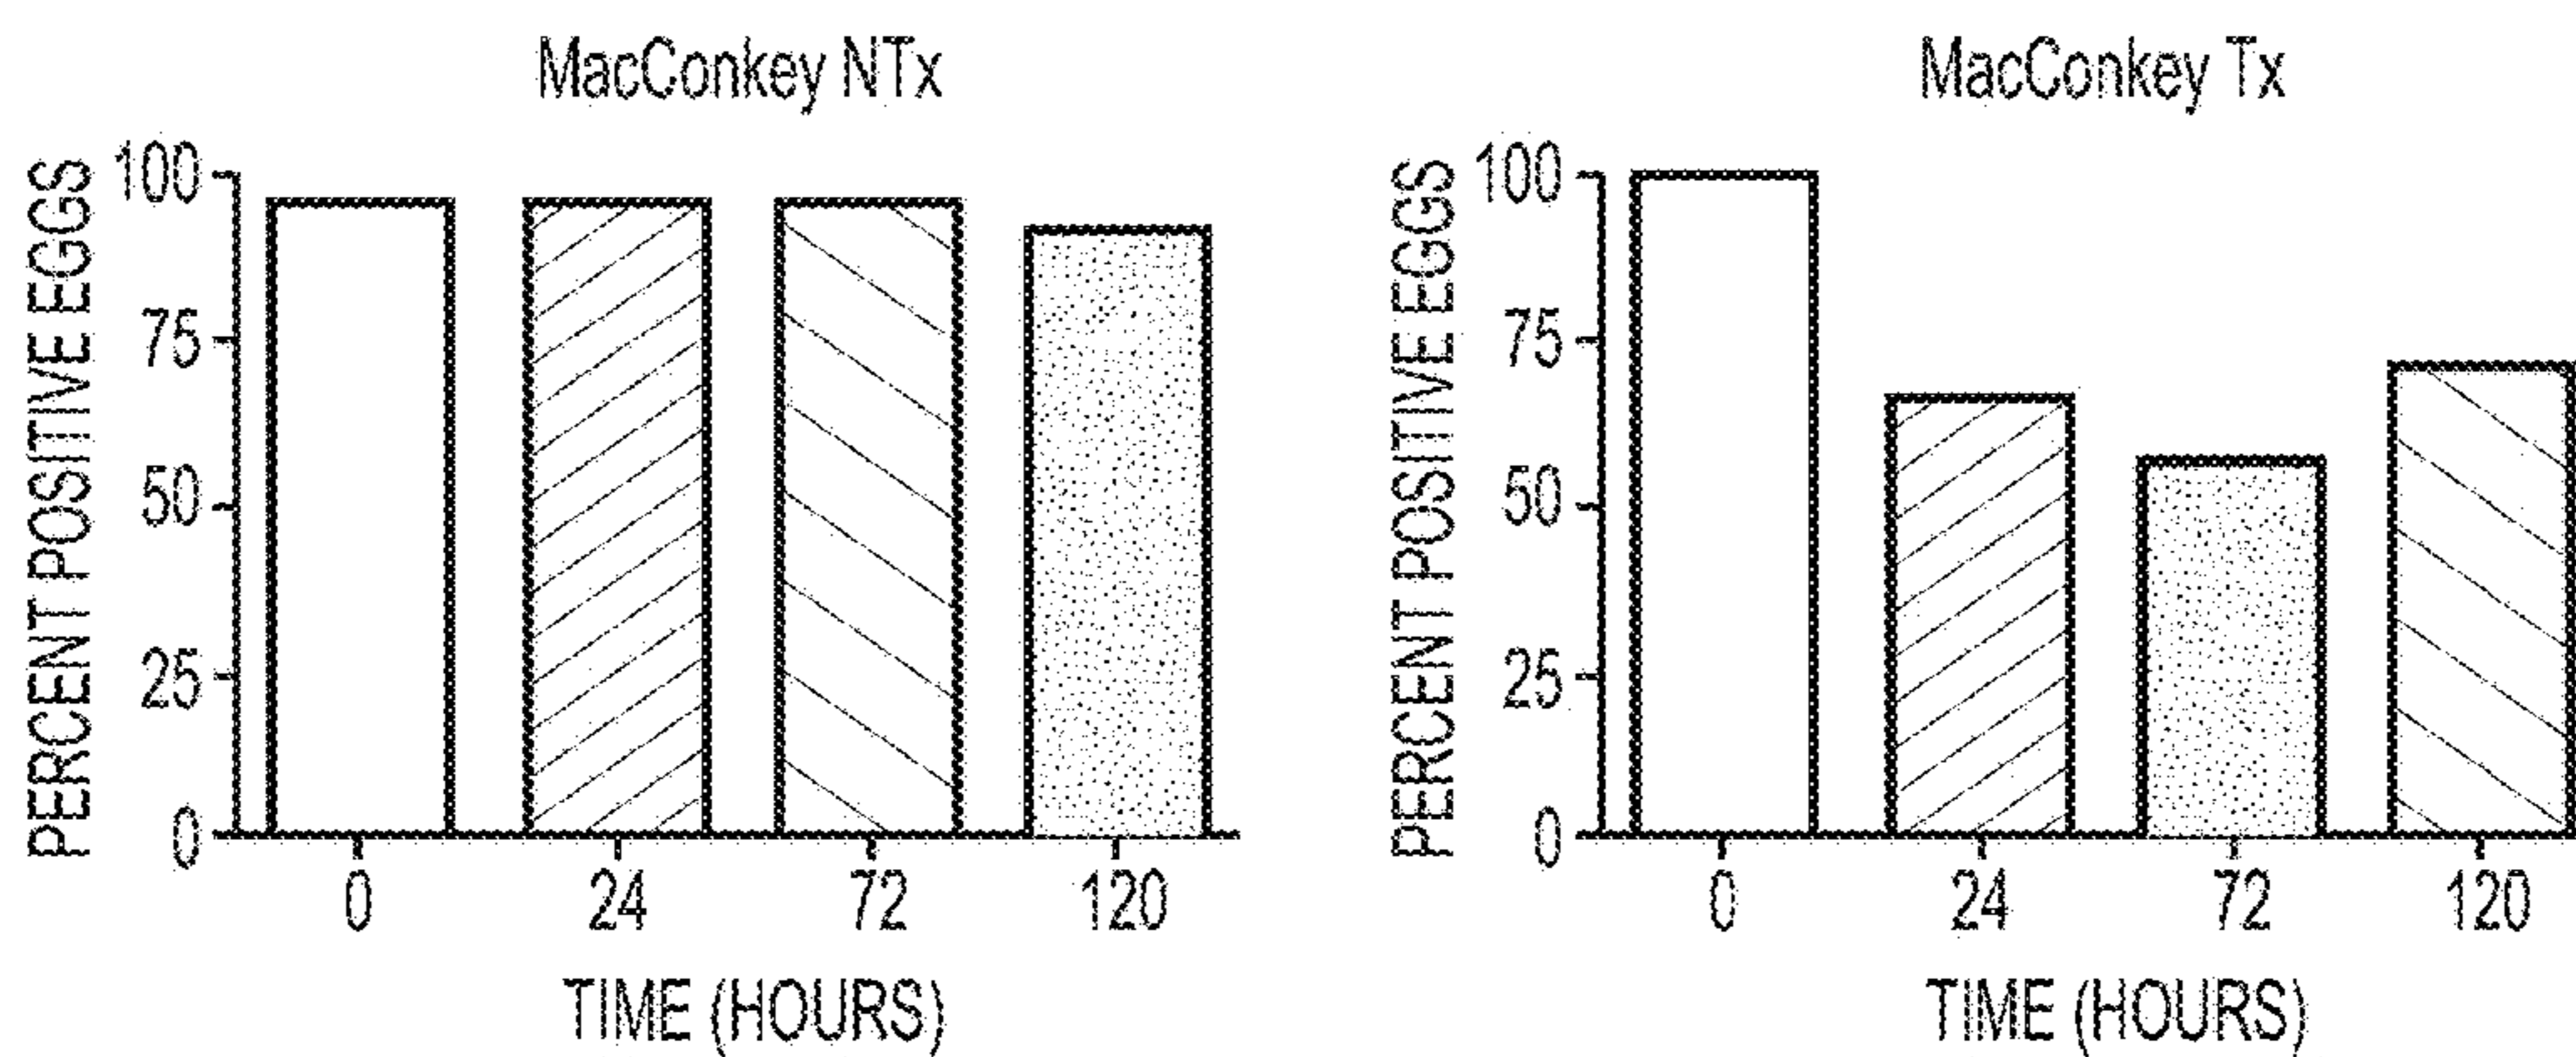 MacConkey NTx
PERCENT POSITIVE EGGS
100
75
50
25
0
0 24 72 120
TIME (HOURS)
MacConkey Tx
PERCENT POSITIVE EGGS
100
75
50
25
0
0 24 72 120
TIME (HOURS)